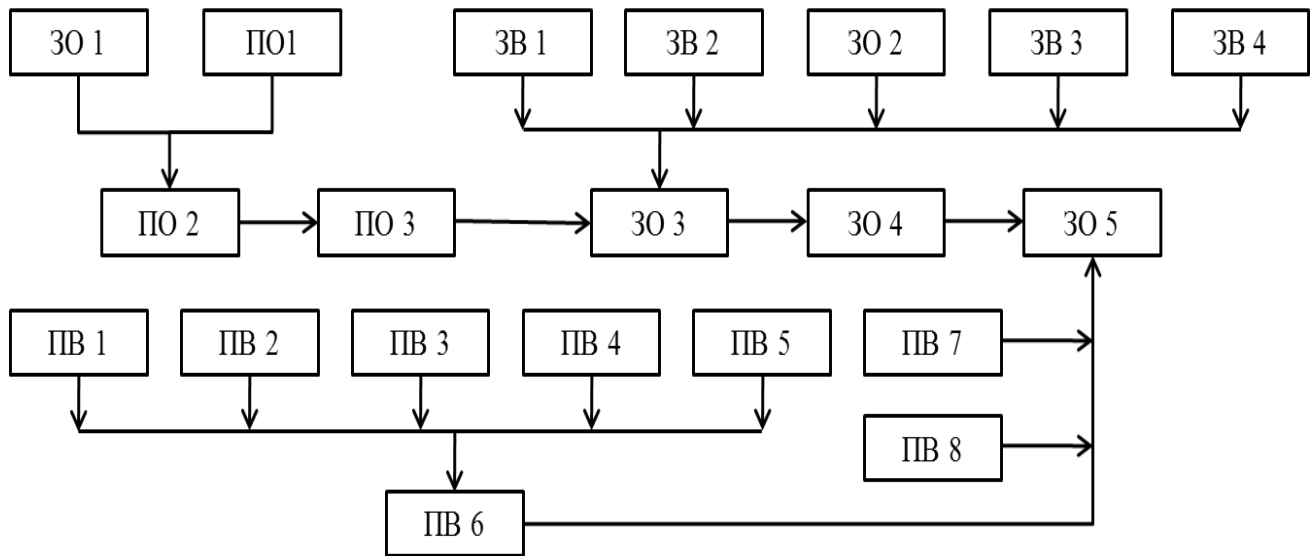 ЗО 1
ПО1
ЗВ 1
ЗВ 2
ЗО 2
ЗВ 3
ЗВ 4
ПО 2
ПО 3
ЗО 3
ЗО 4
ЗО 5
ПВ 1
ПВ 2
ПВ 3
ПВ 4
ПВ 5
ПВ 7
ПВ 8
ПВ 6